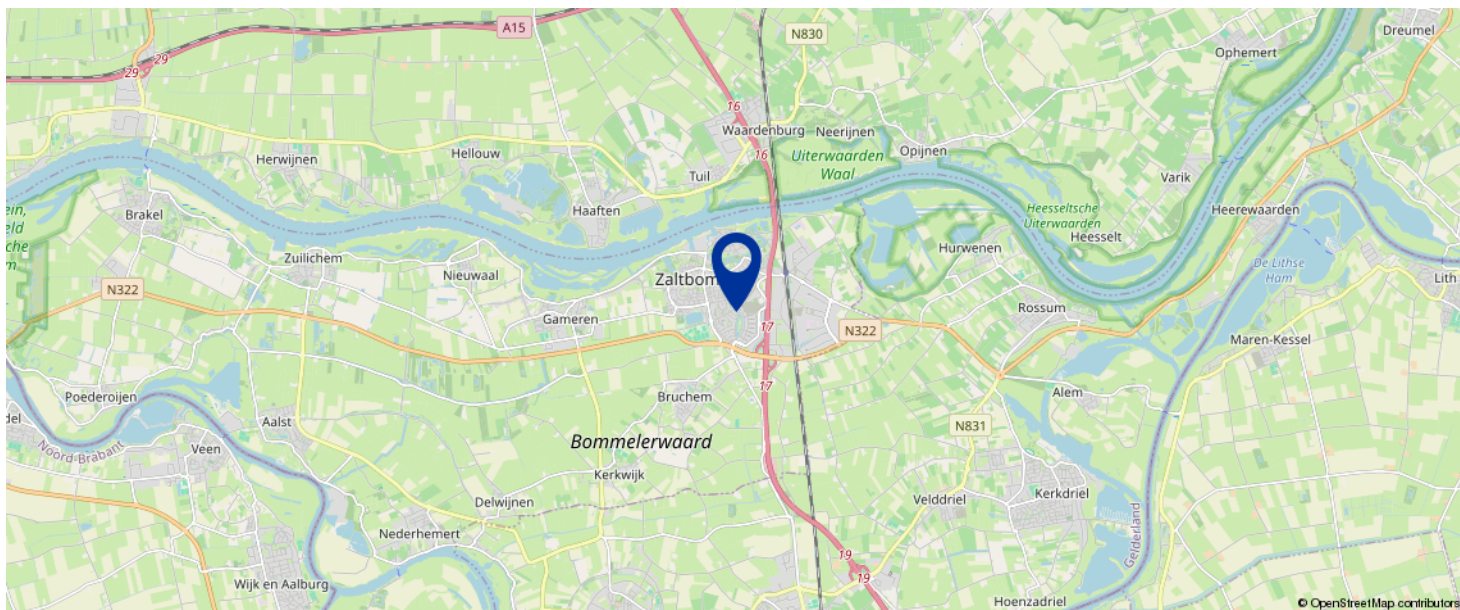 A15
N830
Ophemert
Dreumel
29
29
16
Waardenburg
Neerijnen
Herwijnen
Hellouw
16
Uiterwaarden
Waal
Opijnen
Tuil
Varik
Brakel
Haaften
Heesseltsche
Uiterwaarden
Heerewaarden
Heesselt
Hurwenen
Zuilichem
Nieuwaal
De Lithse
Ham
Lith
N322
Rossum
Gameren
17
N322
Maren-Kessel
17
Poederoijen
Bruchem
Alem
Aalst
N831
Noord-Brabant
Veen
Bommelerwaard
Kerkwijk
Delwijnen
Velddriel
Kerkdriel
Nederhemert
Gelderland
19
19
Wijk en Aalburg
Hoenzadriel
© OpenStreetMap contributors